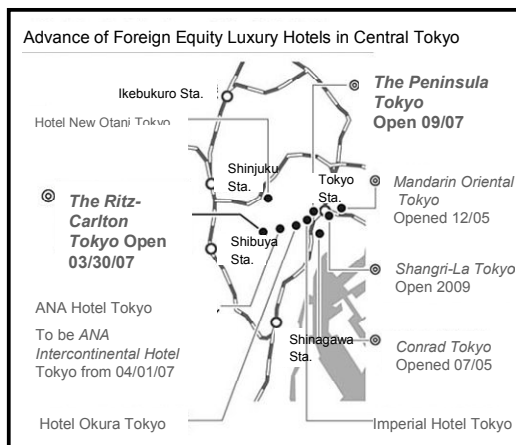 Advance of Foreign Equity Luxury Hotels in Central Tokyo
Ikebukuro Sta.
Hotel New Otani Tokyo
The Peninsula
Tokyo
Open 09/07
Shinjuku
Sta.
Tokyo
Sta.
Mandarin Oriental
Tokyo
Opened 12/05
The Ritz-
Carlton
Tokyo Open
03/30/07
Shibuya
Sta.
Shangri-La Tokyo
Open 2009
ANA Hotel Tokyo
To be ANA
Intercontinental Hotel
Tokyo from 04/01/07
Shinagawa
Sta.
Conrad Tokyo
Opened 07/05
Hotel Okura Tokyo
Imperial Hotel Tokyo